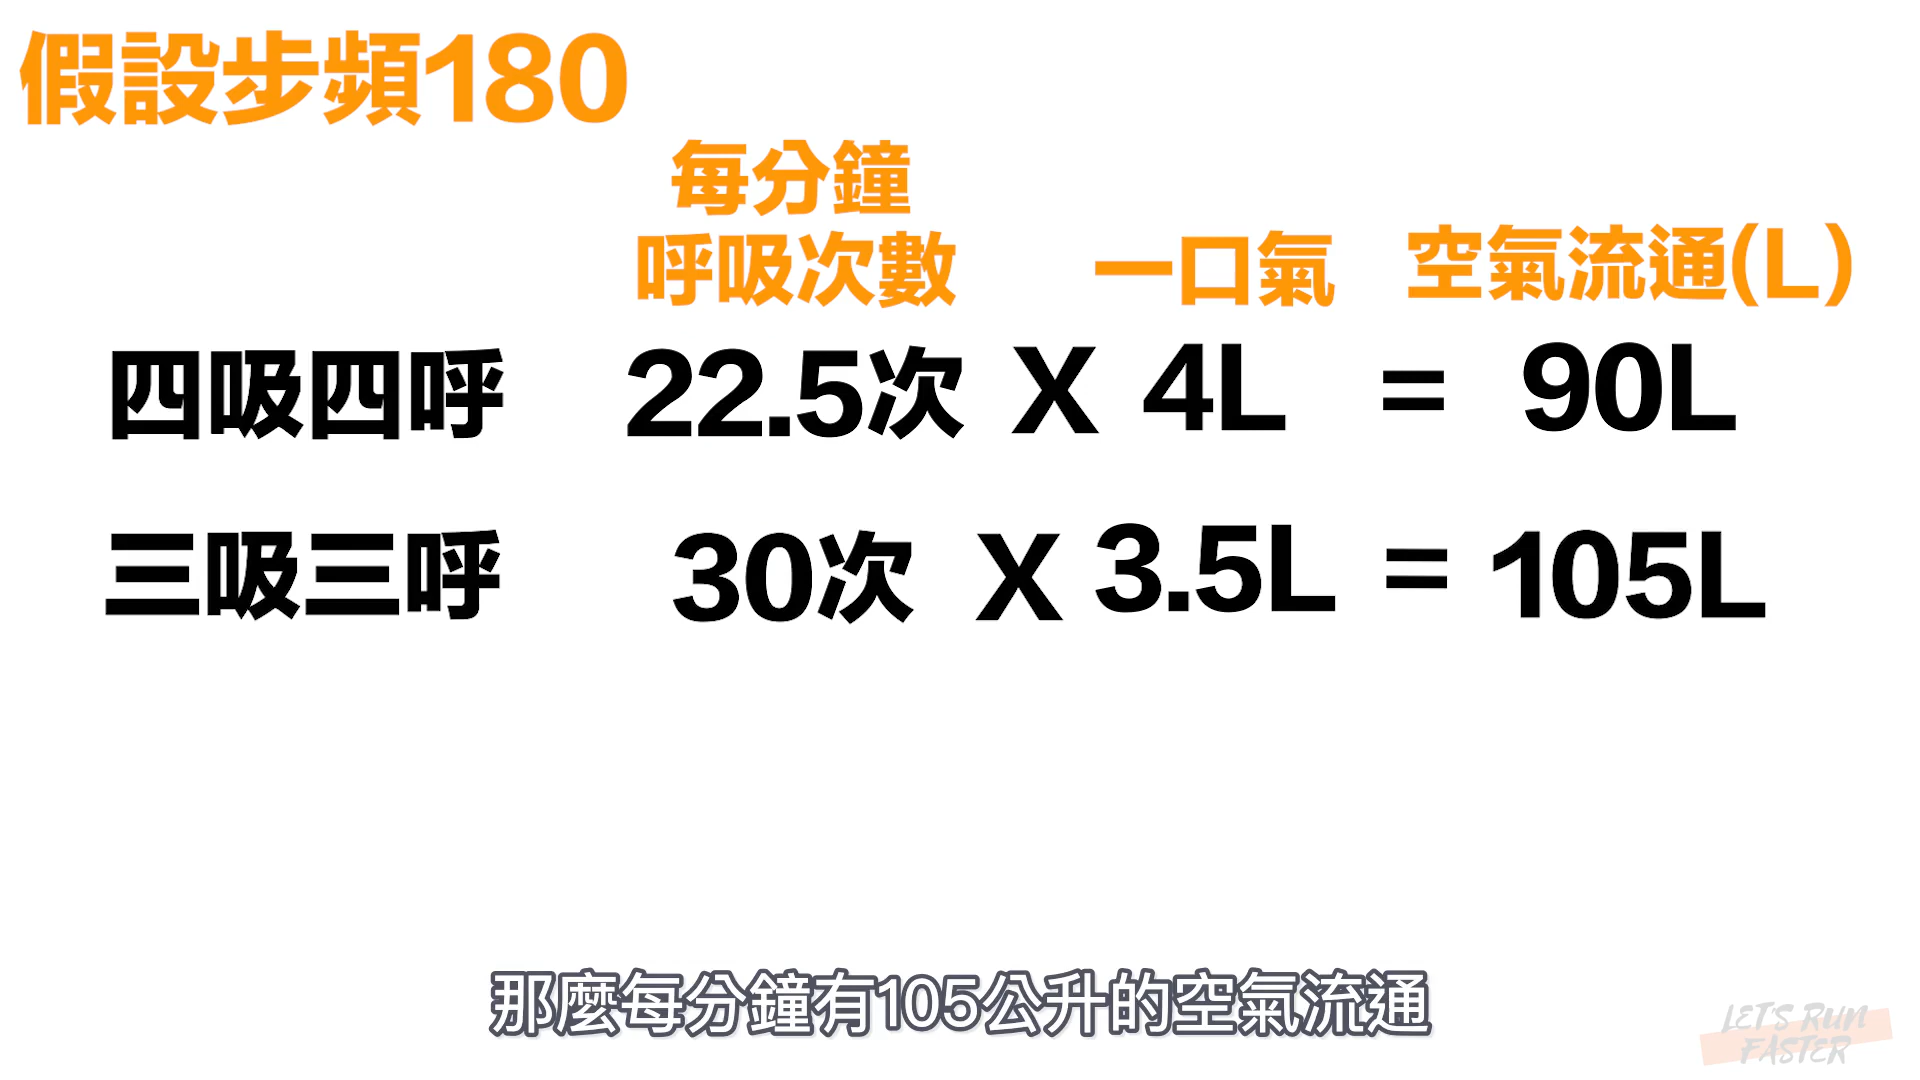 假設步頻180
每分鐘
呼吸次數 一口氣 空氣流通(L)
四吸四呼 22.5次 X 4L = 90L
三吸三呼 30次 X 3.5L = 105L
那麼每分鐘有105公升的空氣流通
LET'S RUN
FASTER